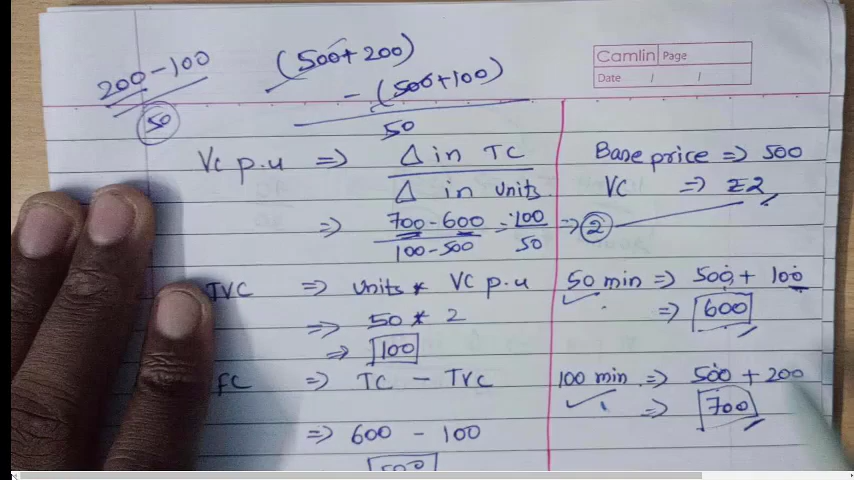 200-100
50
(500+ 200)
- (500+100)
50
Camlin Page
Date / /
VC p.u => Δ in TC
Δ in units
=> 700-600 = 100 => 2
100-500 50
TVC => units * VC p.u
=> 50 * 2
=> 100
FC => TC - TVC
=> 600 - 100
500
Base price => 500
VC => ₹2
50 min => 500 + 100
=> 600
100 min => 500 + 200
=> 700